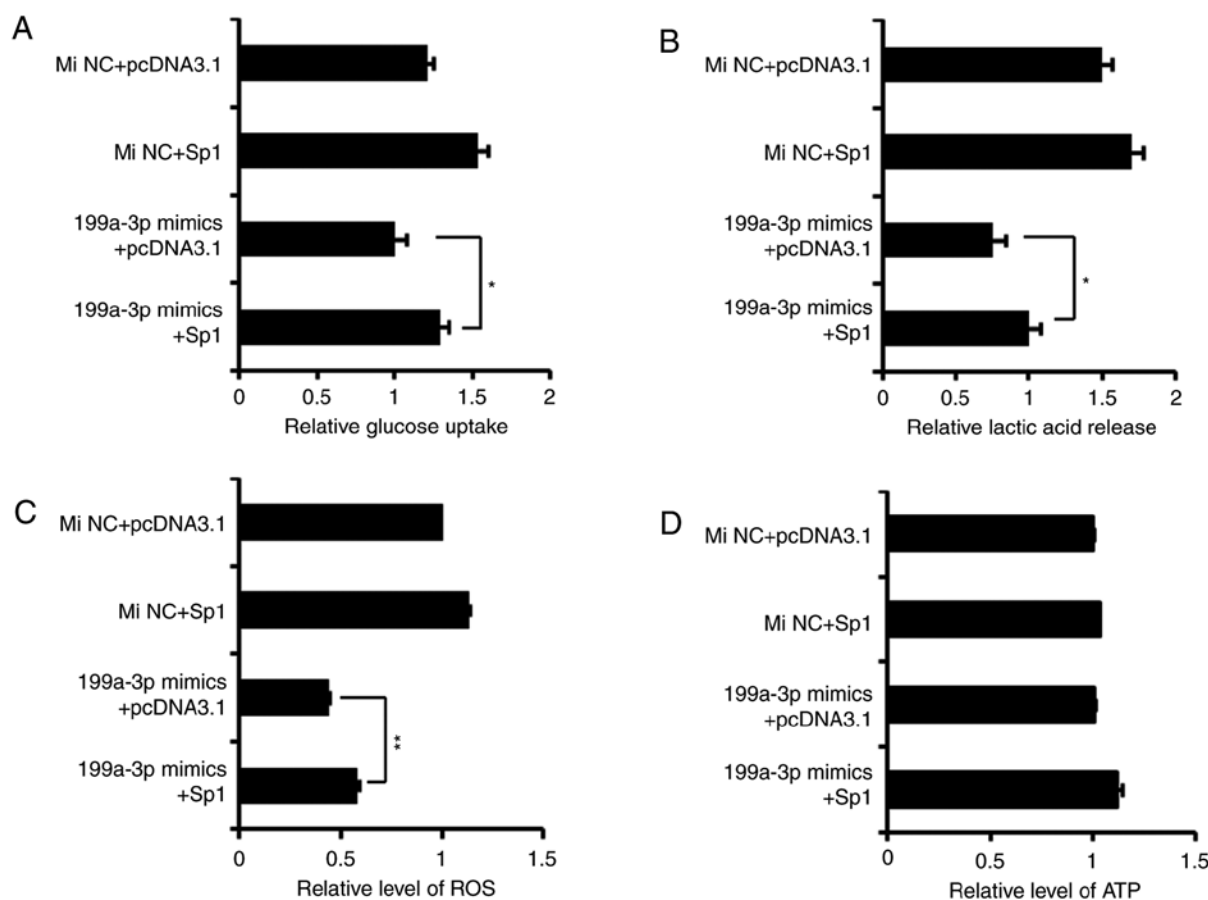 A
Mi NC+pcDNA3.1
Mi NC+Sp1
199a-3p mimics
+pcDNA3.1
199a-3p mimics
+Sp1
*
0 0.5 1 1.5 2
Relative glucose uptake
B
Mi NC+pcDNA3.1
Mi NC+Sp1
199a-3p mimics
+pcDNA3.1
199a-3p mimics
+Sp1
*
0 0.5 1 1.5 2
Relative lactic acid release
C
Mi NC+pcDNA3.1
Mi NC+Sp1
199a-3p mimics
+pcDNA3.1
199a-3p mimics
+Sp1
**
0 0.5 1 1.5
Relative level of ROS
D
Mi NC+pcDNA3.1
Mi NC+Sp1
199a-3p mimics
+pcDNA3.1
199a-3p mimics
+Sp1
0 0.5 1 1.5
Relative level of ATP